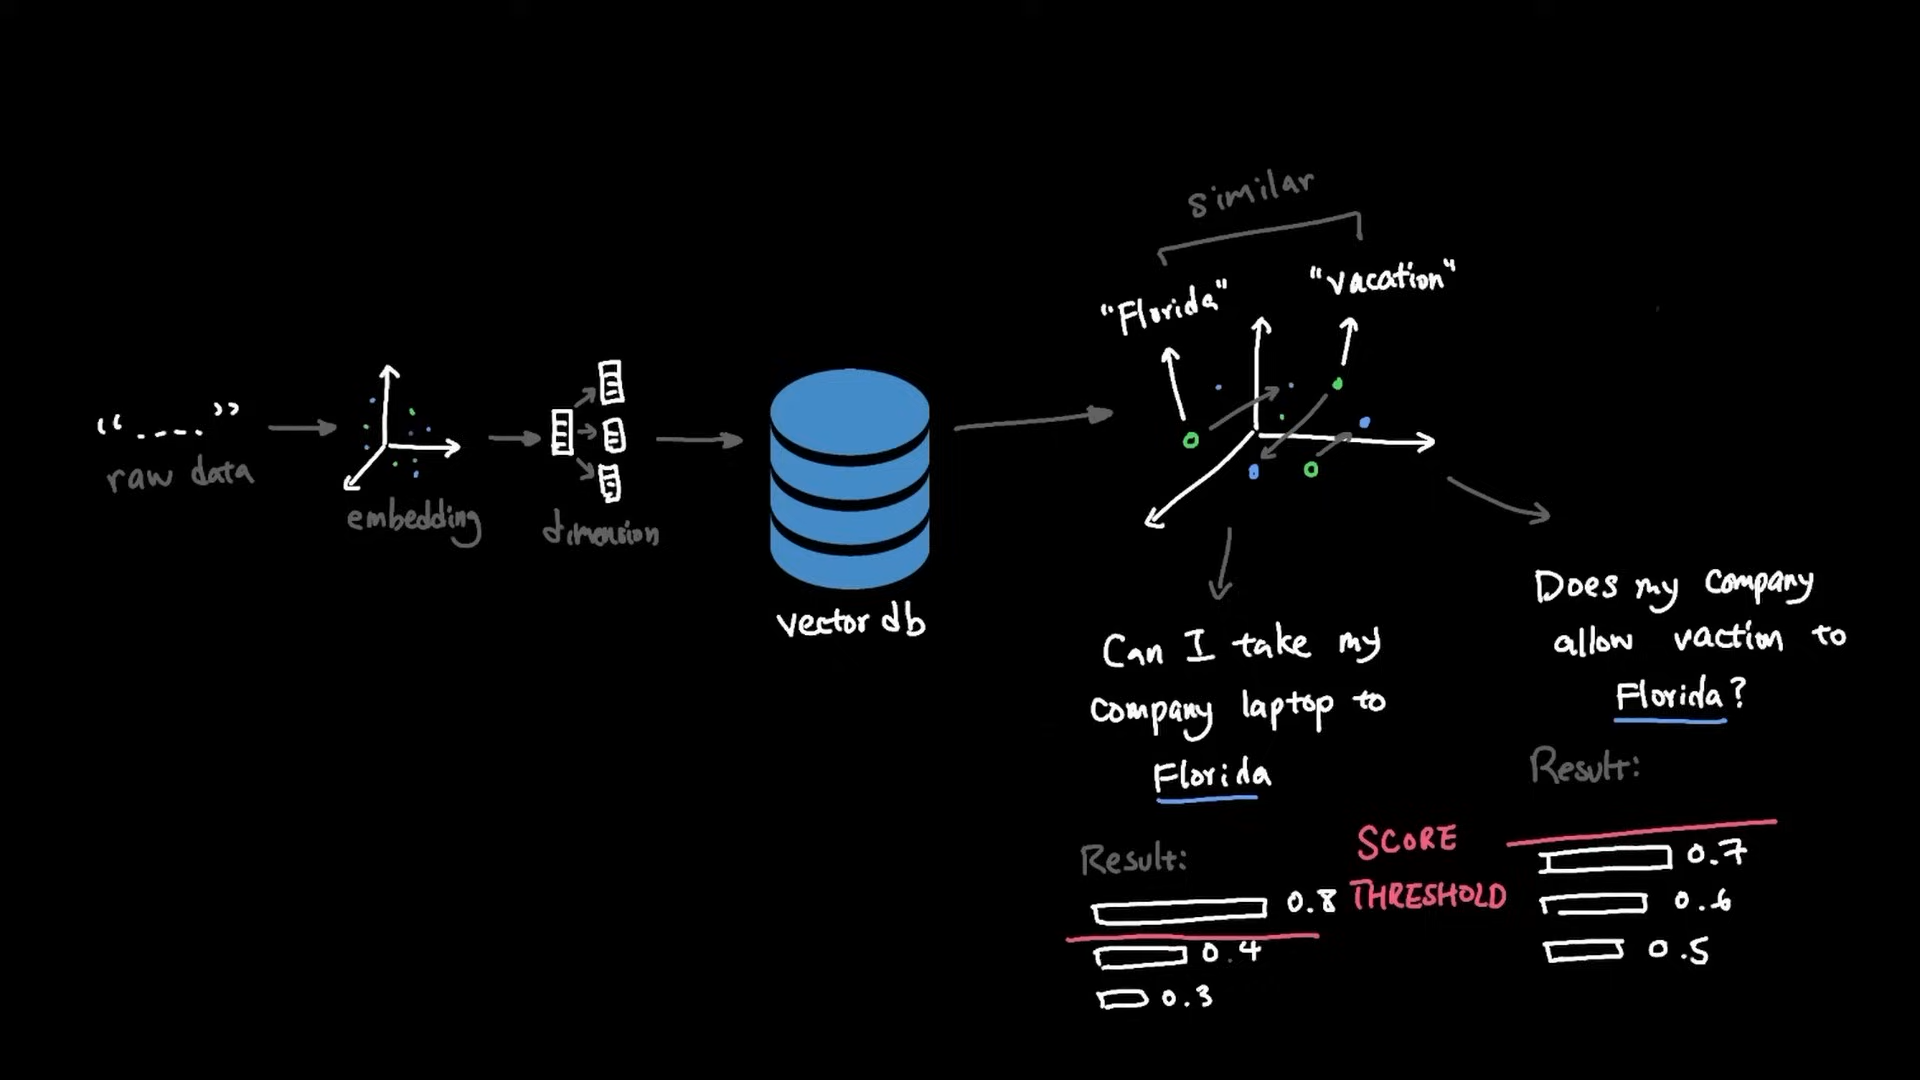 "----"
raw data
embedding
dimension
vector db
similar
"Florida"
"vacation"
Can I take my
company laptop to
Florida
Result:
0.8
0.4
0.3
SCORE
THRESHOLD
Does my company
allow vactim to
Florida?
Result:
0.7
0.6
0.5